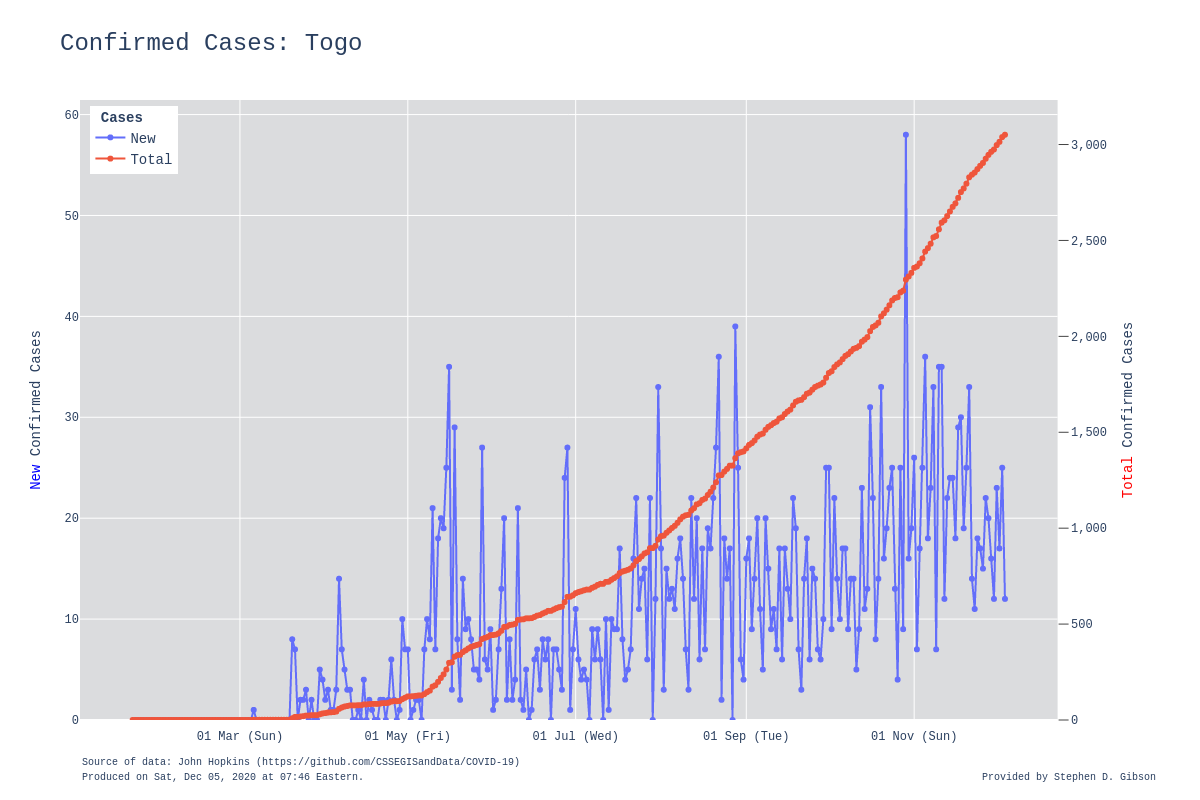 Confirmed Cases: Togo
Cases
New
Total
60
50
40
30
20
10
0
3,000
2,500
2,000
1,500
1,000
500
0
New Confirmed Cases
Total Confirmed Cases
01 Mar (Sun)
01 May (Fri)
01 Jul (Wed)
01 Sep (Tue)
01 Nov (Sun)
Source of data: John Hopkins (https://github.com/CSSEGISandData/COVID-19)
Produced on Sat, Dec 05, 2020 at 07:46 Eastern.
Provided by Stephen D. Gibson